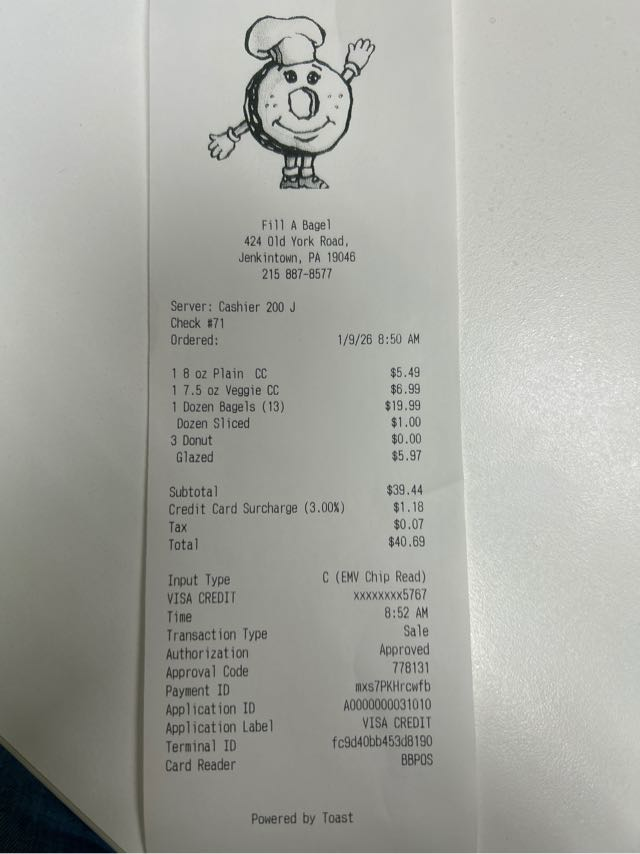 Fill A Bagel
424 Old York Road,
Jenkintown, PA 19046
215 887-8577
Server: Cashier 200 J
Check #71
Ordered: 1/9/26 8:50 AM
1 8 oz Plain CC $5.49
1 7.5 oz Veggie CC $6.99
1 Dozen Bagels (13) $19.99
Dozen Sliced $1.00
3 Donut $0.00
Glazed $5.97
Subtotal $39.44
Credit Card Surcharge (3.00%) $1.18
Tax $0.07
Total $40.69
Input Type C (EMV Chip Read)
VISA CREDIT xxxxxxxx5767
Time 8:52 AM
Transaction Type Sale
Authorization Approved
Approval Code 778131
Payment ID mxs7PKHrcwfb
Application ID A0000000031010
Application Label VISA CREDIT
Terminal ID fc9d40bb453d8190
Card Reader BBPOS
Powered by Toast